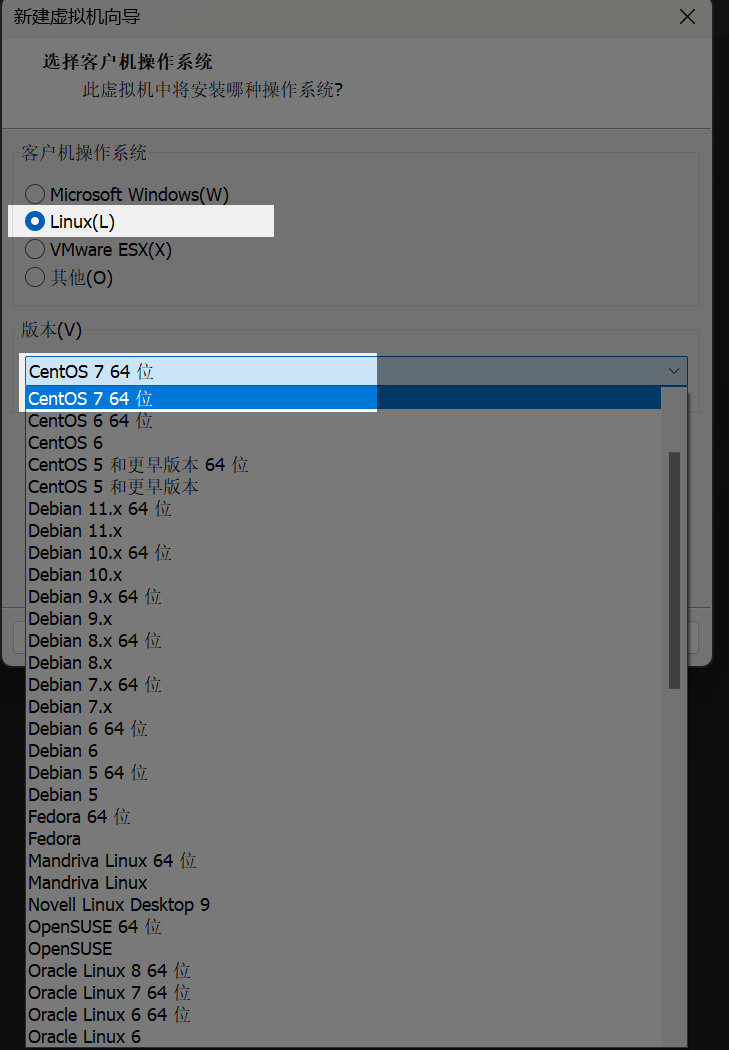 新建虚拟机向导
选择客户机操作系统
此虚拟机中将安装哪种操作系统?
客户机操作系统
Microsoft Windows(W)
Linux(L)
VMware ESX(X)
其他(O)
版本(V)
CentOS 7 64 位
CentOS 7 64 位
CentOS 6 64 位
CentOS 6
CentOS 5 和更早版本 64 位
CentOS 5 和更早版本
Debian 11.x 64 位
Debian 11.x
Debian 10.x 64 位
Debian 10.x
Debian 9.x 64 位
Debian 9.x
Debian 8.x 64 位
Debian 8.x
Debian 7.x 64 位
Debian 7.x
Debian 6 64 位
Debian 6
Debian 5 64 位
Debian 5
Fedora 64 位
Fedora
Mandriva Linux 64 位
Mandriva Linux
Novell Linux Desktop 9
OpenSUSE 64 位
OpenSUSE
Oracle Linux 8 64 位
Oracle Linux 7 64 位
Oracle Linux 6 64 位
Oracle Linux 6